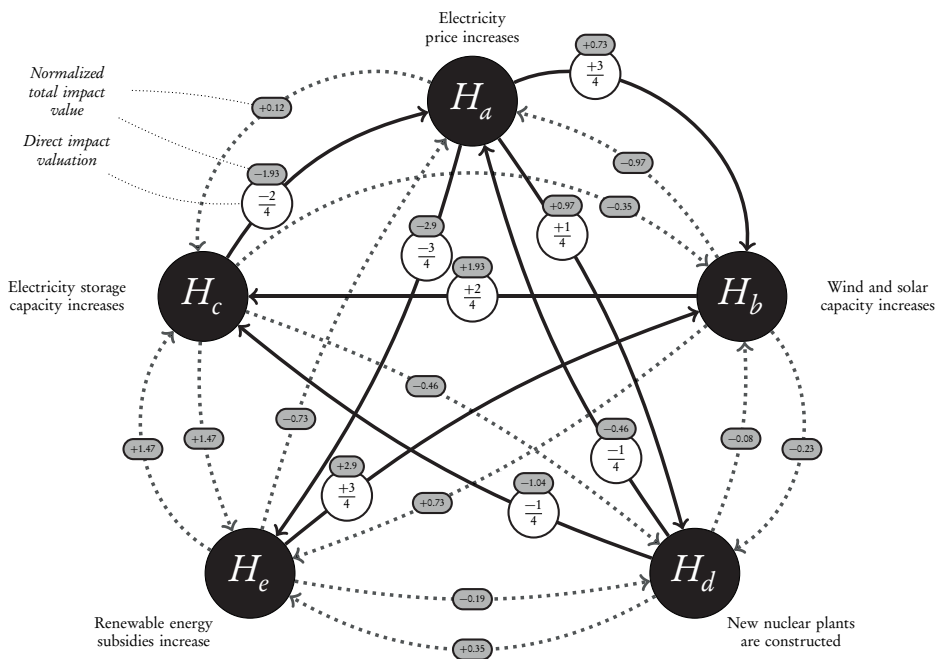 Electricity
price increases
+0.73
+3
4
H_a
Normalized
total impact
value
+0.12
Direct impact
valuation
-1.93
−2
4
-0.97
-0.35
+0.97
+1
4
-2.9
−3
4
+1.93
+2
4
Electricity storage
capacity increases
H_c
H_b
Wind and solar
capacity increases
-0.46
-0.73
+1.47
+1.47
-0.46
−1
4
-0.08
-0.23
+2.9
+3
4
+0.73
-1.04
−1
4
H_e
H_d
-0.19
+0.35
Renewable energy
subsidies increase
New nuclear plants
are constructed